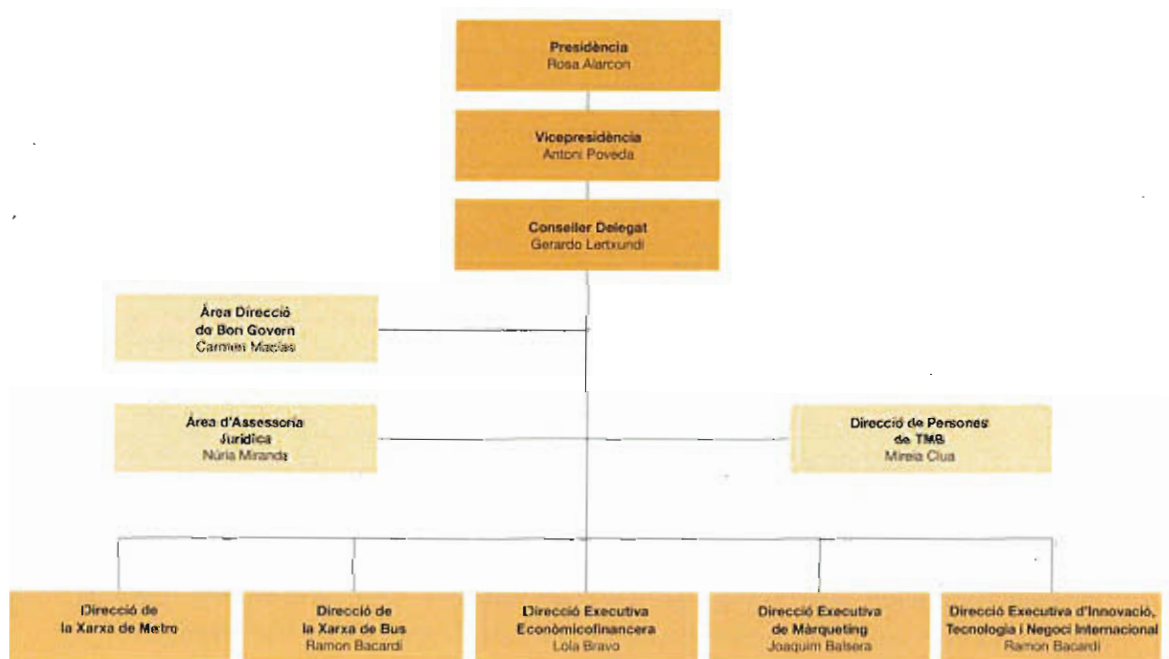 Presidència
Rosa Alarcon
Vicepresidència
Antoni Poveda
Conseller Delegat
Gerardo Lertxundi
Àrea Direcció
de Bon Govern
Carmen Macías
Àrea d'Assessoria
Jurídica
Núria Miranda
Direcció de Persones
de TMB
Mireia Clua
Direcció de
la Xarxa de Metro
Direcció de
la Xarxa de Bus
Ramon Bacardí
Direcció Executiva
Econòmicofinancera
Lola Bravo
Direcció Executiva
de Màrqueting
Joaquim Balsera
Direcció Executiva d'Innovació,
Tecnologia i Negoci Internacional
Ramon Bacardí